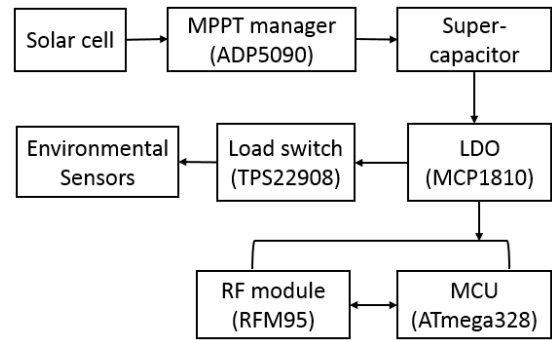 Solar cell
MPPT manager
(ADP5090)
Super-
capacitor
Environmental
Sensors
Load switch
(TPS22908)
LDO
(MCP1810)
RF module
(RFM95)
MCU
(ATmega328)